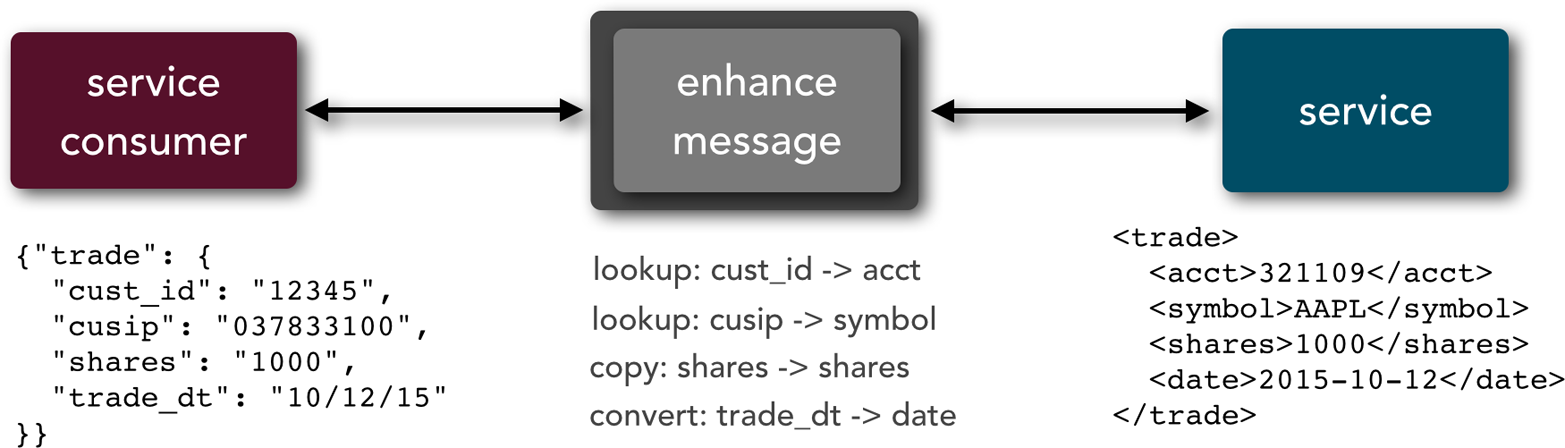 service
consumer
enhance
message
service
{"trade": {
"cust_id": "12345",
"cusip": "037833100",
"shares": "1000",
"trade_dt": "10/12/15"
}}
lookup: cust_id -> acct
lookup: cusip -> symbol
copy: shares -> shares
convert: trade_dt -> date
<trade>
<acct>321109</acct>
<symbol>AAPL</symbol>
<shares>1000</shares>
<date>2015-10-12</date>
</trade>